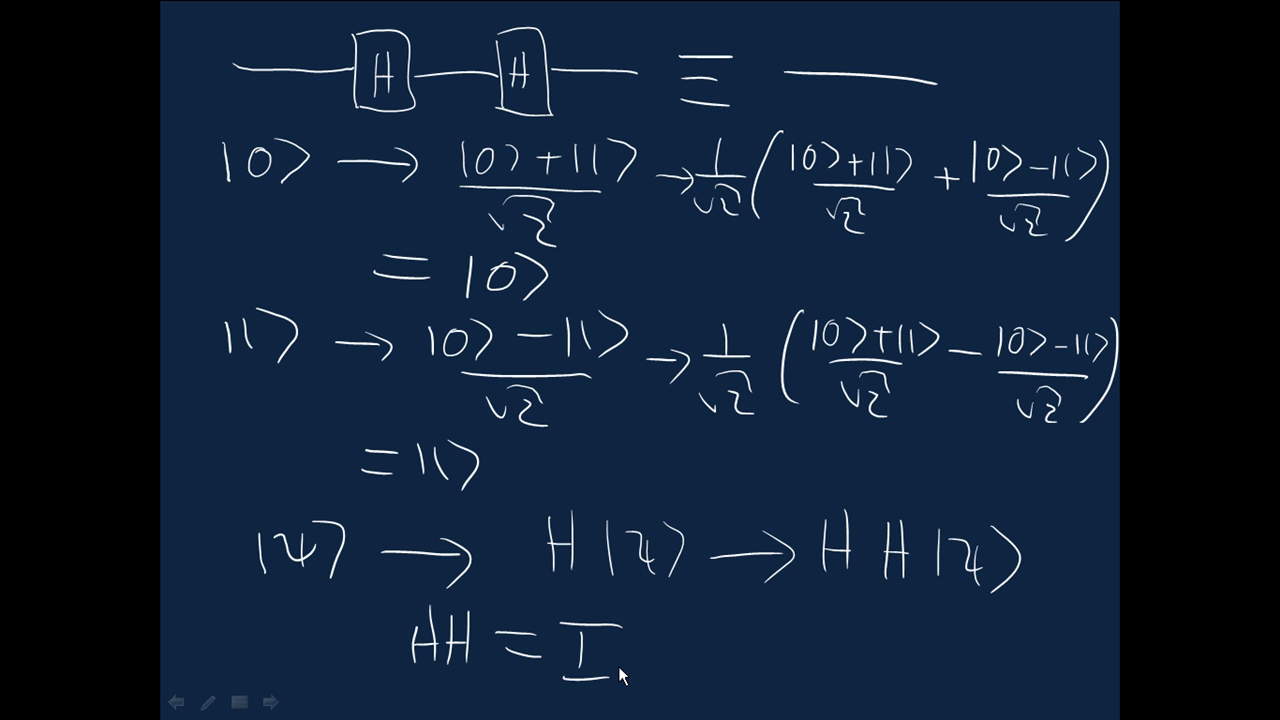 H H ≡
|0> → |0>+|1>/√2 → 1/√2 (|0>+|1>/√2 + |0>-|1>/√2)
= |0>
|1> → |0>-|1>/√2 → 1/√2 (|0>+|1>/√2 - |0>-|1>/√2)
= |1>
|ψ> → H|ψ> → HH|ψ>
HH = I